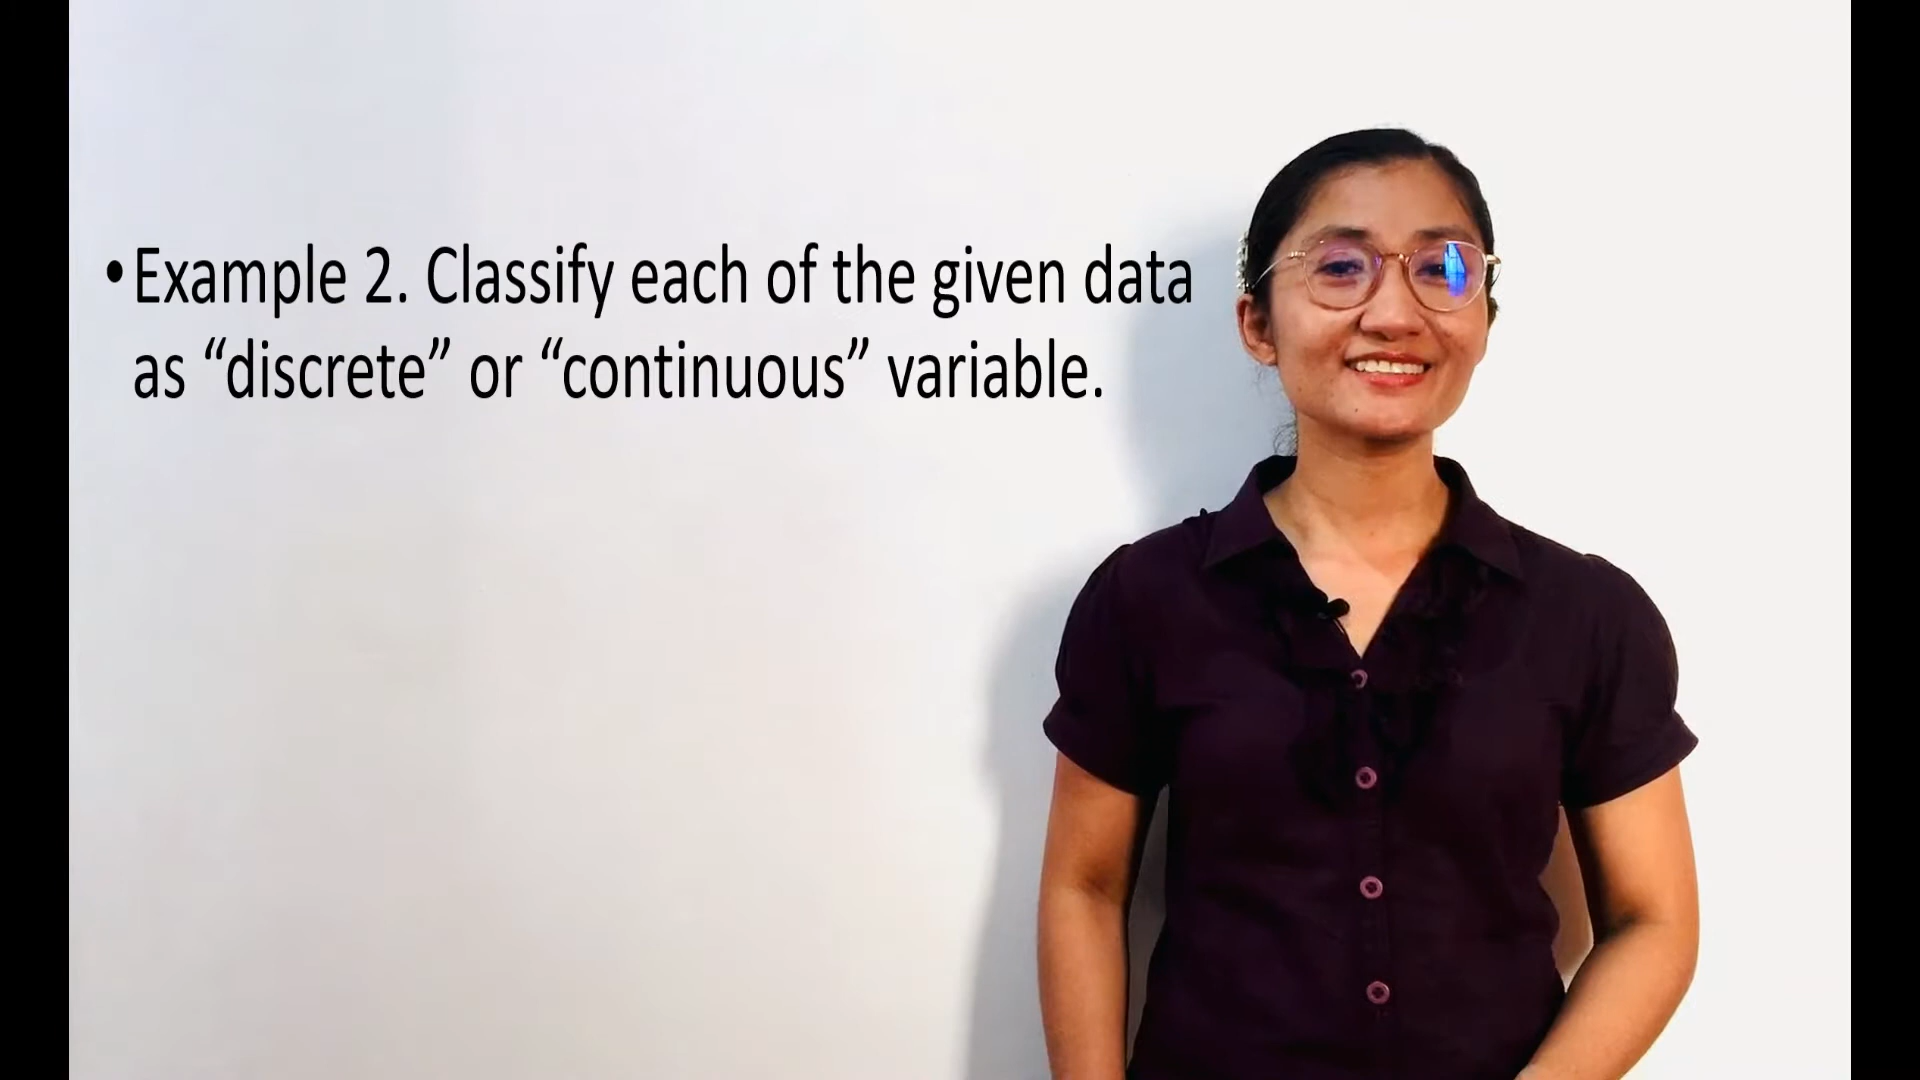 •Example 2. Classify each of the given data
as “discrete” or “continuous” variable.